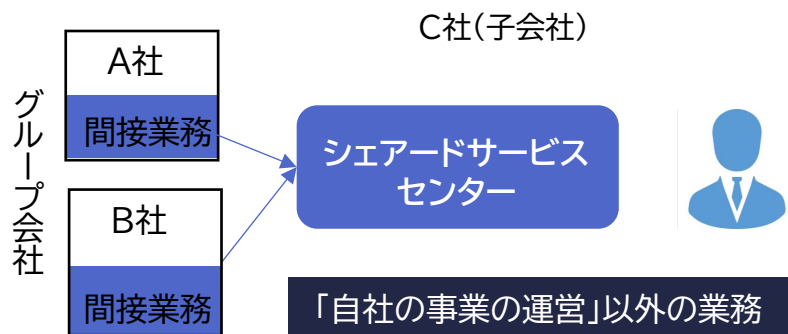 グループ会社
A社
間接業務
B社
間接業務
C社(子会社)
シェアードサービス
センター
「自社の事業の運営」以外の業務